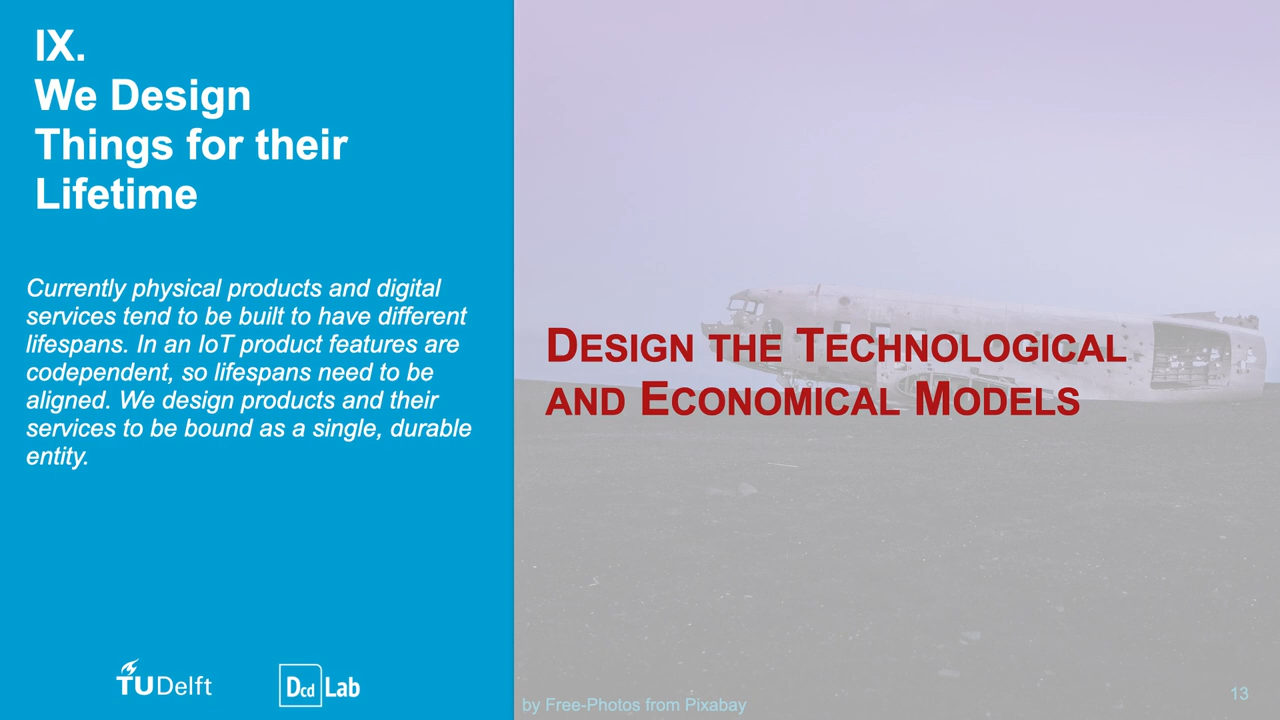 IX.
We Design
Things for their
Lifetime
Currently physical products and digital
services tend to be built to have different
lifespans. In an IoT product features are
codependent, so lifespans need to be
aligned. We design products and their
services to be bound as a single, durable
entity.
DESIGN THE TECHNOLOGICAL
AND ECONOMICAL MODELS
TUDelft
Dcd Lab
by Free-Photos from Pixabay
13